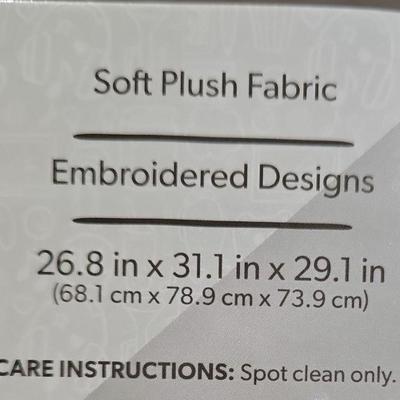 Soft Plush Fabric
Embroidered Designs
26.8 in x 31.1 in x 29.1 in
(68.1 cm x 78.9 cm x 73.9 cm)
CARE INSTRUCTIONS: Spot clean only.